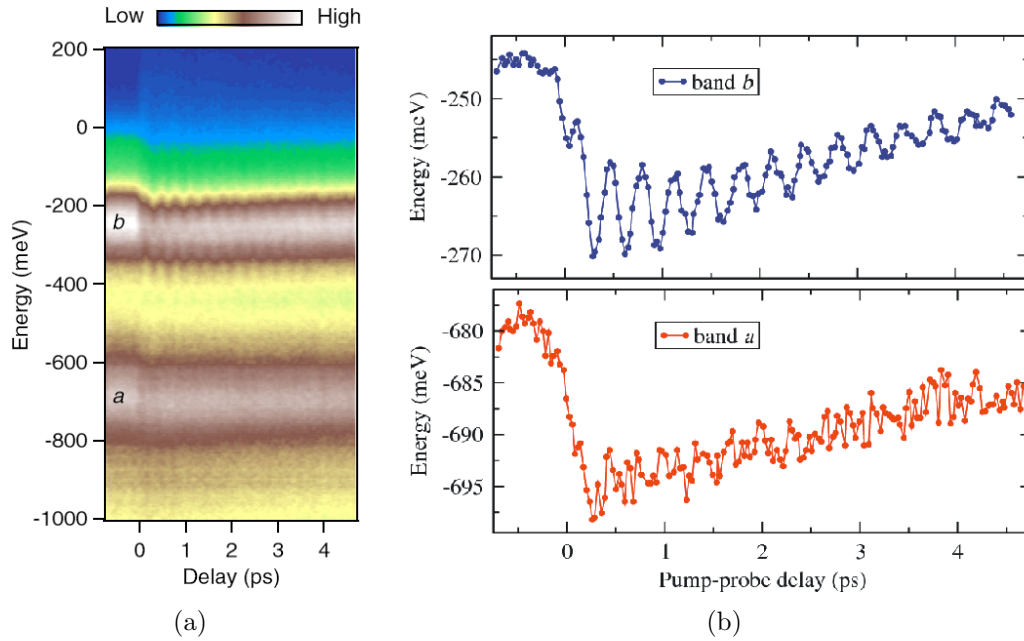 Low High
200
0
-200
-400
-600
-800
-1000
Energy (meV)
b
a
0 1 2 3 4
Delay (ps)
(a)
band b
-250
-260
-270
Energy (meV)
band a
-680
-685
-690
-695
Energy (meV)
0 1 2 3 4
Pump-probe delay (ps)
(b)